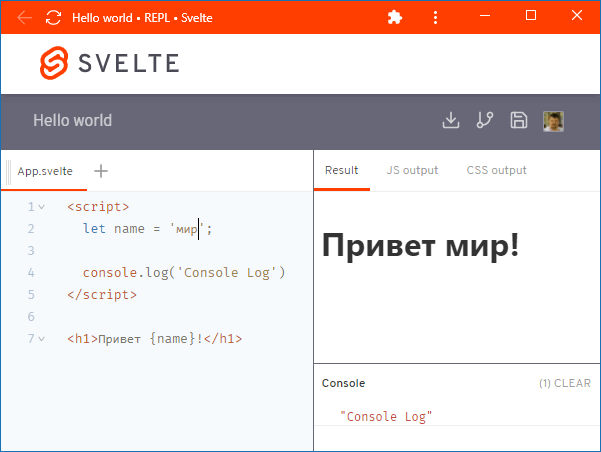 Hello world • REPL • Svelte
SVELTE
Hello world
App.svelte
1 <script>
2 let name = 'мир';
3
4 console.log('Console Log')
5 </script>
6
7 <h1>Привет {name}!</h1>
Result JS output CSS output
Привет мир!
Console (1) CLEAR
"Console Log"